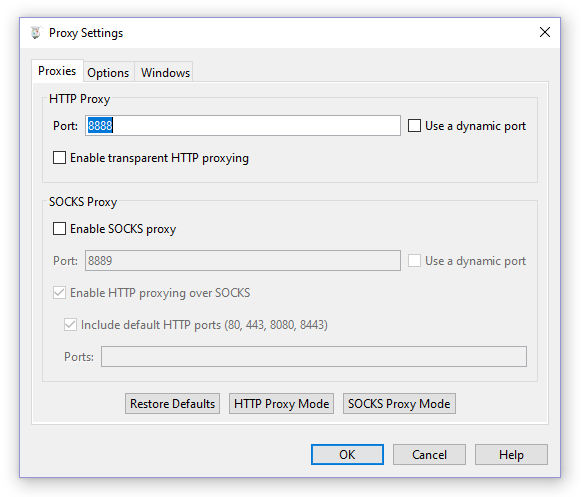 Proxy Settings
Proxies Options Windows
HTTP Proxy
Port: 8888 Use a dynamic port
Enable transparent HTTP proxying
SOCKS Proxy
Enable SOCKS proxy
Port: 8889 Use a dynamic port
Enable HTTP proxying over SOCKS
Include default HTTP ports (80, 443, 8080, 8443)
Ports:
Restore Defaults HTTP Proxy Mode SOCKS Proxy Mode
OK Cancel Help